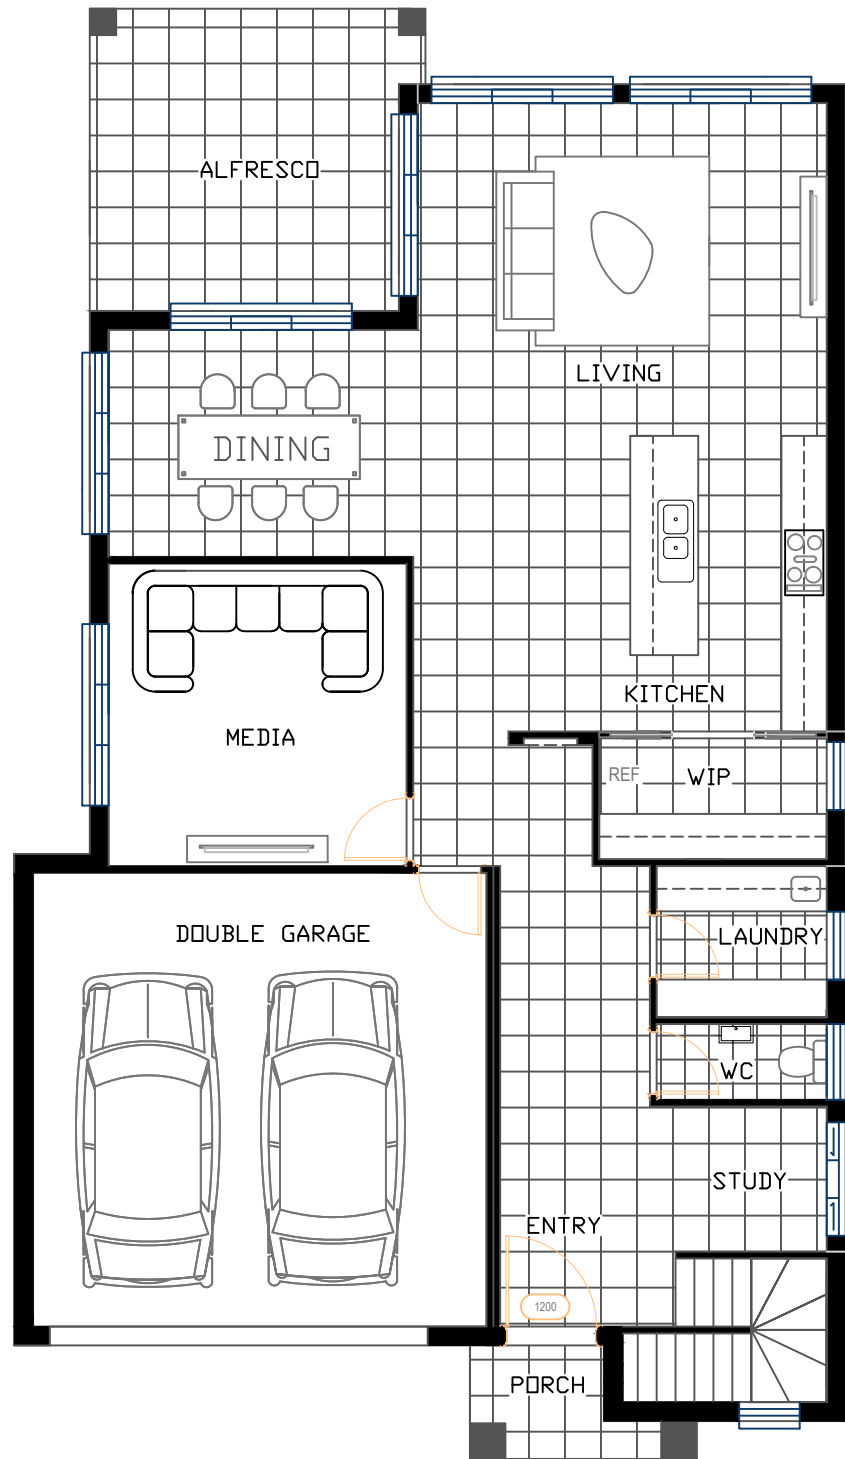 ALFRESCO
LIVING
DINING
KITCHEN
MEDIA
REF
WIP
DOUBLE GARAGE
LAUNDRY
WC
STUDY
ENTRY
1200
PORCH